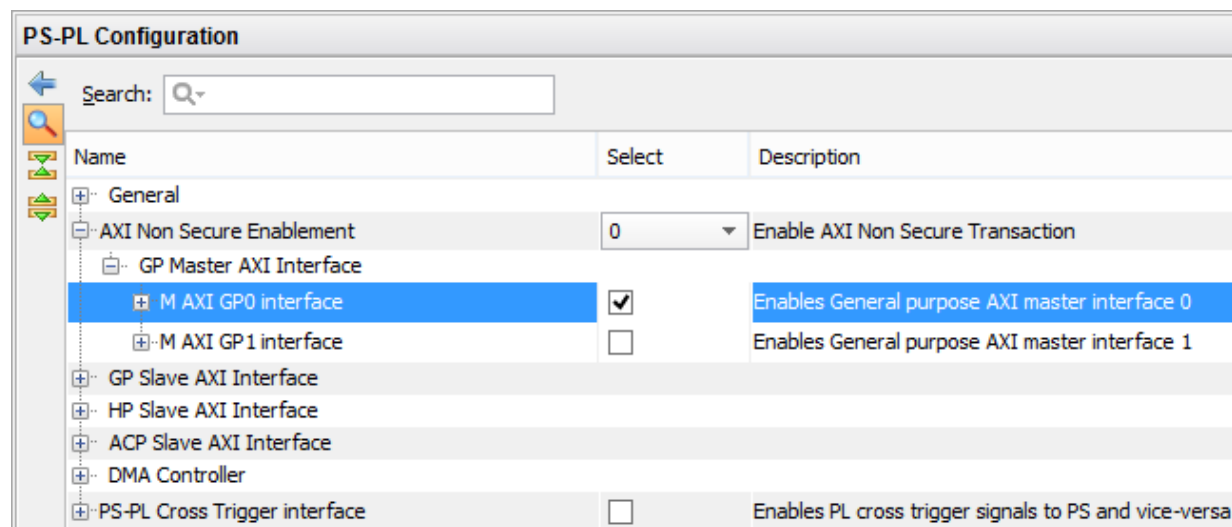 PS-PL Configuration
Search:
Name Select Description
General
AXI Non Secure Enablement 0 Enable AXI Non Secure Transaction
GP Master AXI Interface
M AXI GP0 interface Enables General purpose AXI master interface 0
M AXI GP1 interface Enables General purpose AXI master interface 1
GP Slave AXI Interface
HP Slave AXI Interface
ACP Slave AXI Interface
DMA Controller
PS-PL Cross Trigger interface Enables PL cross trigger signals to PS and vice-versa